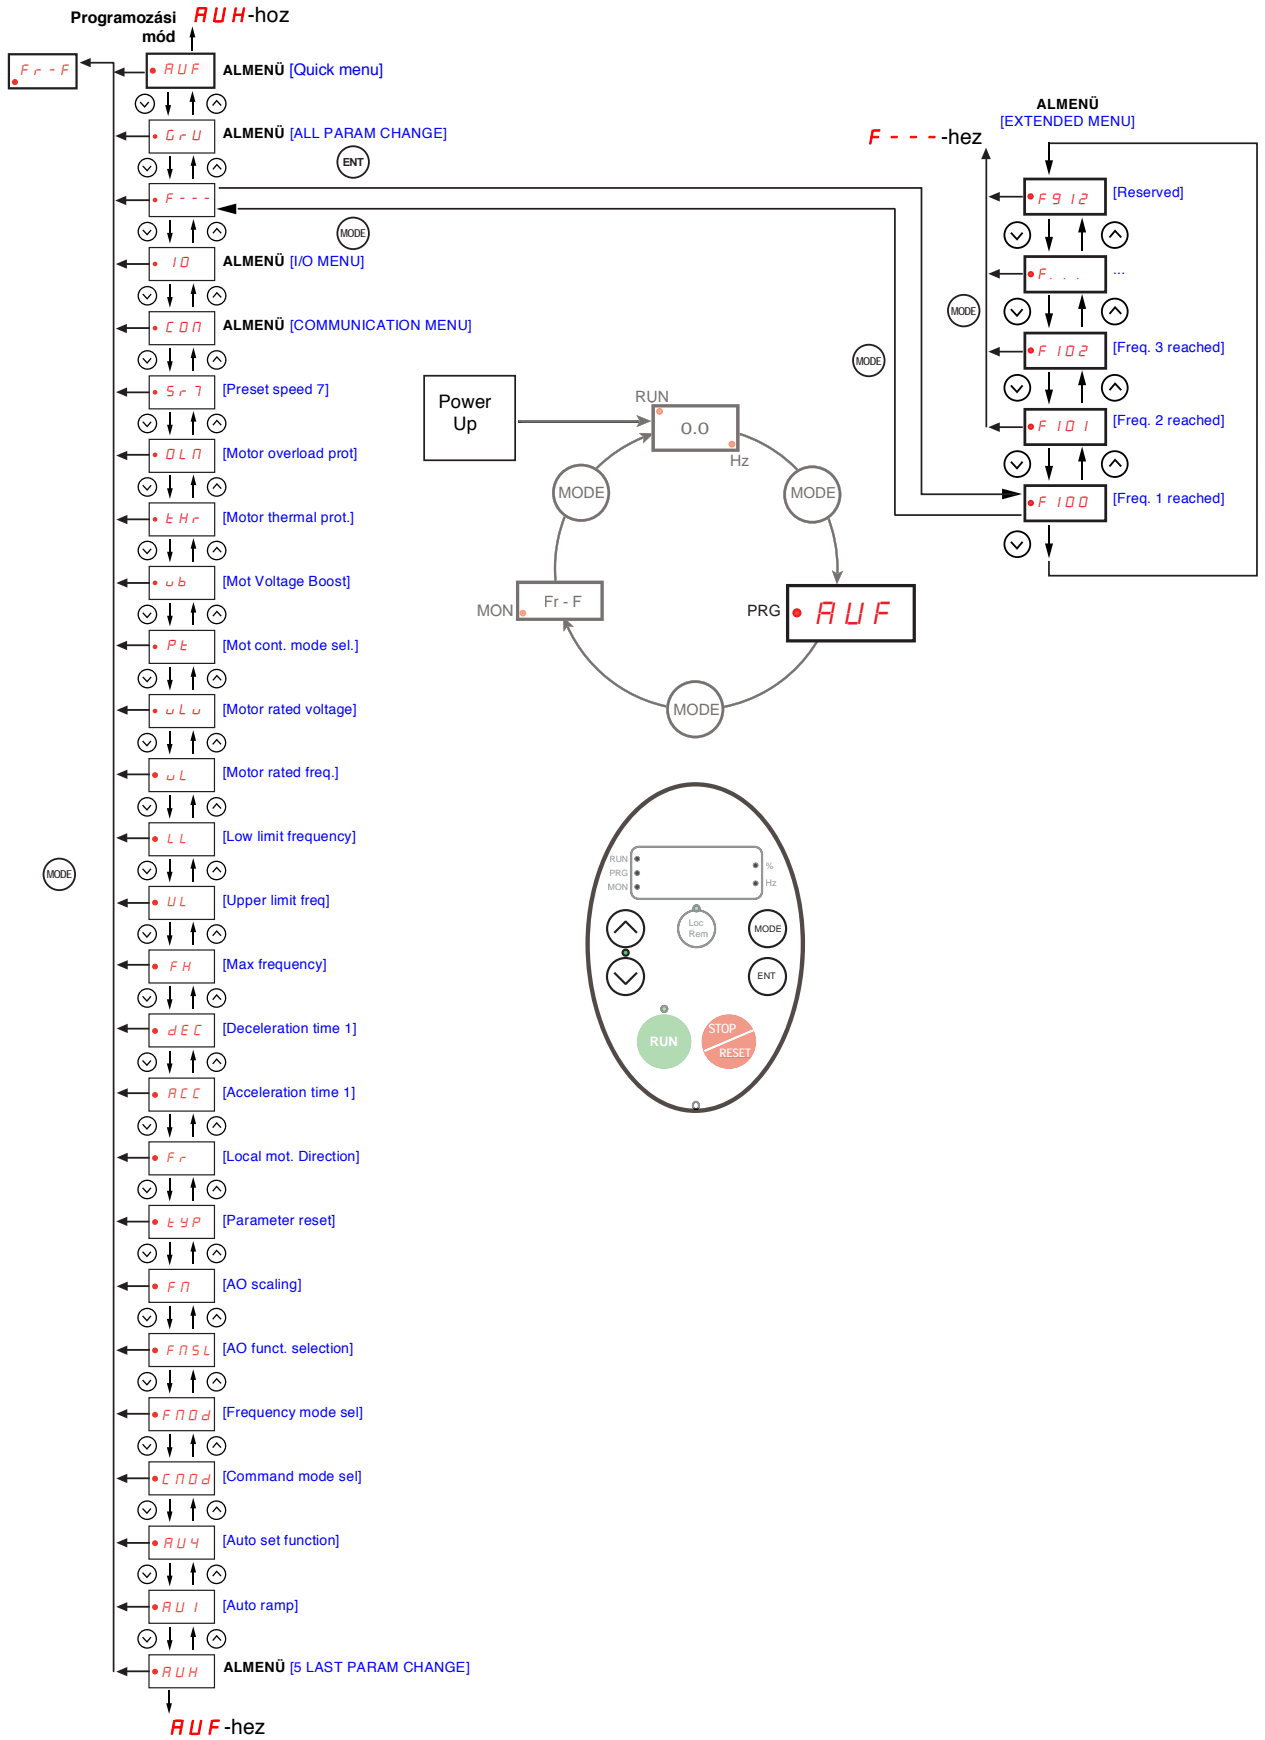 Programozási
mód
AUH-hoz
Fr-F
AUF ALMENÜ [Quick menu]
GrU ALMENÜ [ALL PARAM CHANGE]
ENT
F---
MODE
IO ALMENÜ [I/O MENU]
CON ALMENÜ [COMMUNICATION MENU]
Sr7 [Preset speed 7]
OLN [Motor overload prot]
tHr [Motor thermal prot.]
ub [Mot Voltage Boost]
Pt [Mot cont. mode sel.]
uLu [Motor rated voltage]
uL [Motor rated freq.]
LL [Low limit frequency]
MODE
UL [Upper limit freq]
FH [Max frequency]
dEC [Deceleration time 1]
ACC [Acceleration time 1]
Fr [Local mot. Direction]
tYP [Parameter reset]
FM [AO scaling]
FMSL [AO funct. selection]
FMOd [Frequency mode sel]
CMOd [Command mode sel]
AU4 [Auto set function]
AU1 [Auto ramp]
AUH ALMENÜ [5 LAST PARAM CHANGE]
AUF-hez
ALMENÜ
[EXTENDED MENU]
F----hez
F912 [Reserved]
F... ...
MODE
F102 [Freq. 3 reached]
F101 [Freq. 2 reached]
F100 [Freq. 1 reached]
MODE
Power
Up
RUN
0.0
Hz
MODE
MODE
MON
Fr - F
PRG
AUF
MODE
RUN
PRG
MON
%
Hz
Loc
Rem
MODE
ENT
RUN
STOP
RESET